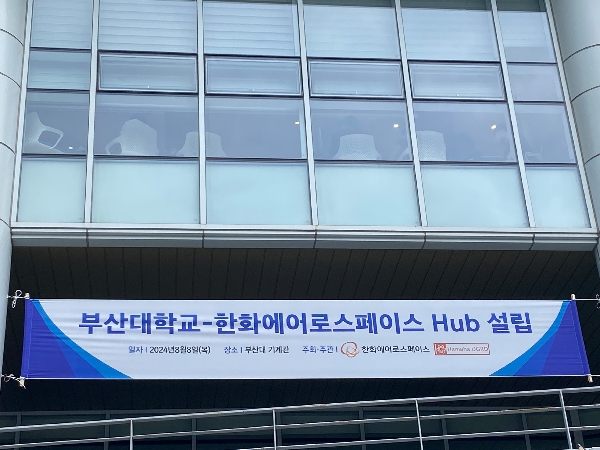 부산대학교-한화에어로스페이스 Hub 설립
일자 | 2024년8월8일(목) 장소 | 부산대 기계관 주최·주관 | 한화에어로스페이스